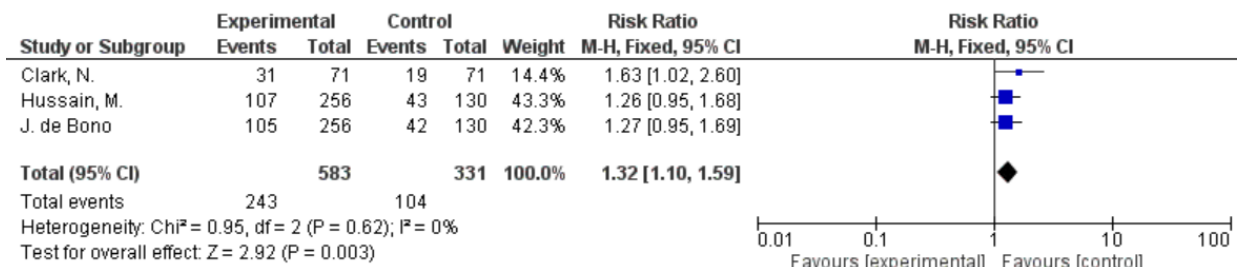 Experimental Control Risk Ratio Risk Ratio
Study or Subgroup Events Total Events Total Weight M-H, Fixed, 95% CI M-H, Fixed, 95% CI
Clark, N. 31 71 19 71 14.4% 1.63 [1.02, 2.60]
Hussain, M. 107 256 43 130 43.3% 1.26 [0.95, 1.68]
J. de Bono 105 256 42 130 42.3% 1.27 [0.95, 1.69]
Total (95% CI) 583 331 100.0% 1.32 [1.10, 1.59]
Total events 243 104
Heterogeneity: Chi² = 0.95, df = 2 (P = 0.62); I² = 0%
Test for overall effect: Z = 2.92 (P = 0.003)
0.01 0.1 1 10 100
Favours [experimental] Favours [control]